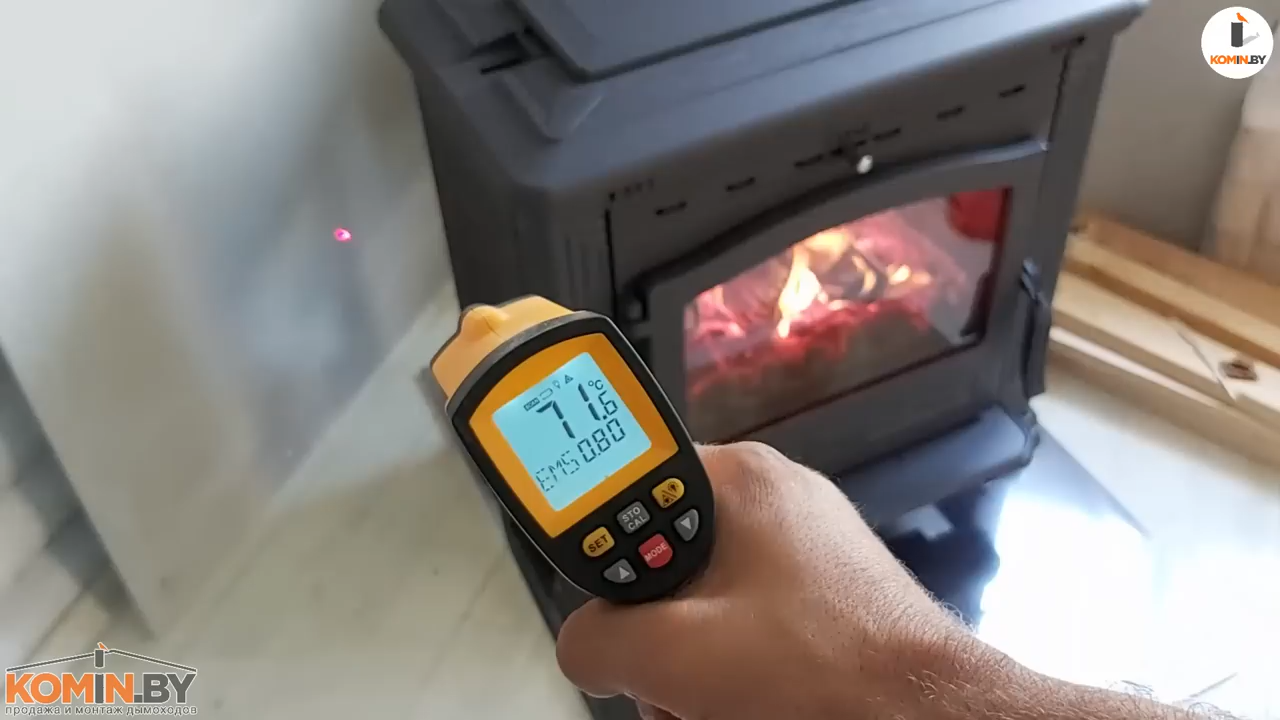 KOMIN.BY
°C
71.6
EMS 0.80
STO
CAL
SET
MODE
KOMIN.BY
продажа и монтаж дымоходов